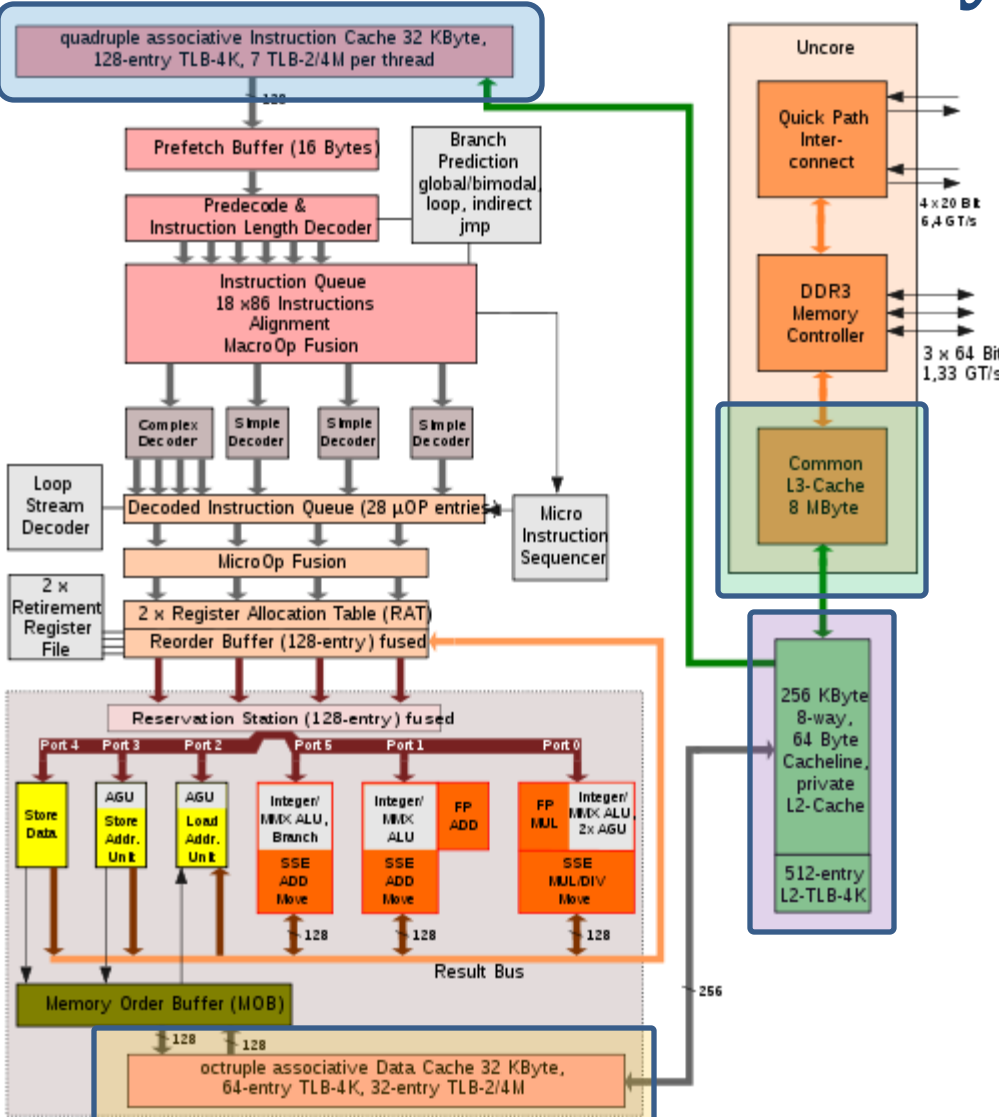 quadruple associative Instruction Cache 32 KByte,
128-entry TLB-4K, 7 TLB-2/4M per thread
128
Prefetch Buffer (16 Bytes)
Predecode &
Instruction Length Decoder
Branch
Prediction
global/bimodal,
loop, indirect
jmp
Instruction Queue
18 x86 Instructions
Alignment
MacroOp Fusion
Complex
Decoder
Simple
Decoder
Simple
Decoder
Simple
Decoder
Loop
Stream
Decoder
Decoded Instruction Queue (28 µOP entries)
Micro
Instruction
Sequencer
MicroOp Fusion
2 x
Retirement
Register
File
2 x Register Allocation Table (RAT)
Reorder Buffer (128-entry) fused
Reservation Station (128-entry) fused
Port 4
Port 3
Port 2
Port 5
Port 1
Port 0
Store
Data
AGU
Store
Addr.
Unit
AGU
Load
Addr.
Unit
Integer/
MMX ALU,
Branch
SSE
ADD
Move
Integer/
MMX
ALU
SSE
ADD
Move
FP
ADD
FP
MUL
Integer/
MMX ALU,
2x AGU
SSE
MUL/DIV
Move
128
128
128
Result Bus
Memory Order Buffer (MOB)
128
128
octruple associative Data Cache 32 KByte,
64-entry TLB-4K, 32-entry TLB-2/4M
256
Uncore
Quick Path
Inter-
connect
4 x 20 Bit
6,4 GT/s
DDR3
Memory
Controller
3 x 64 Bit
1,33 GT/s
Common
L3-Cache
8 MByte
256 KByte
8-way,
64 Byte
Cacheline,
private
L2-Cache
512-entry
L2-TLB-4K